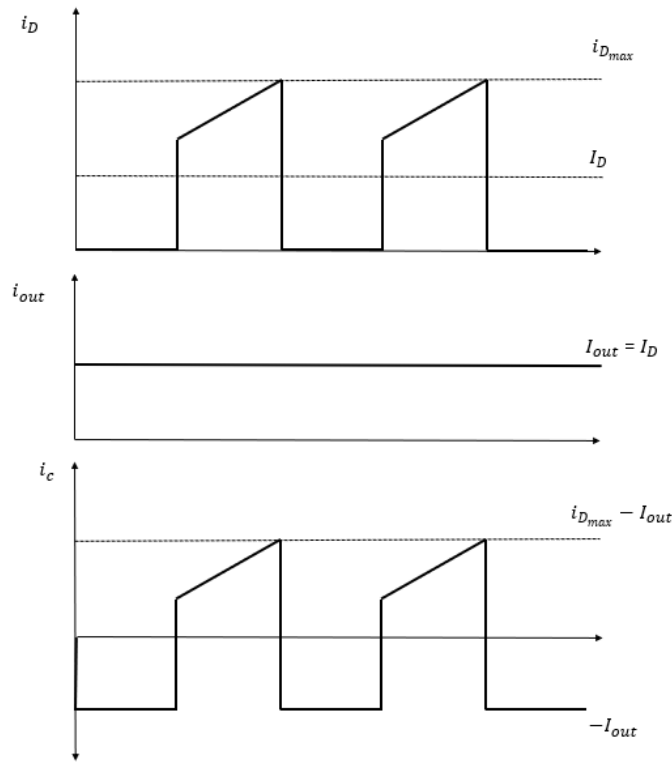 i_D
i_{D_{max}}
I_D
i_{out}
I_{out} = I_D
i_c
i_{D_{max}} − I_{out}
−I_{out}